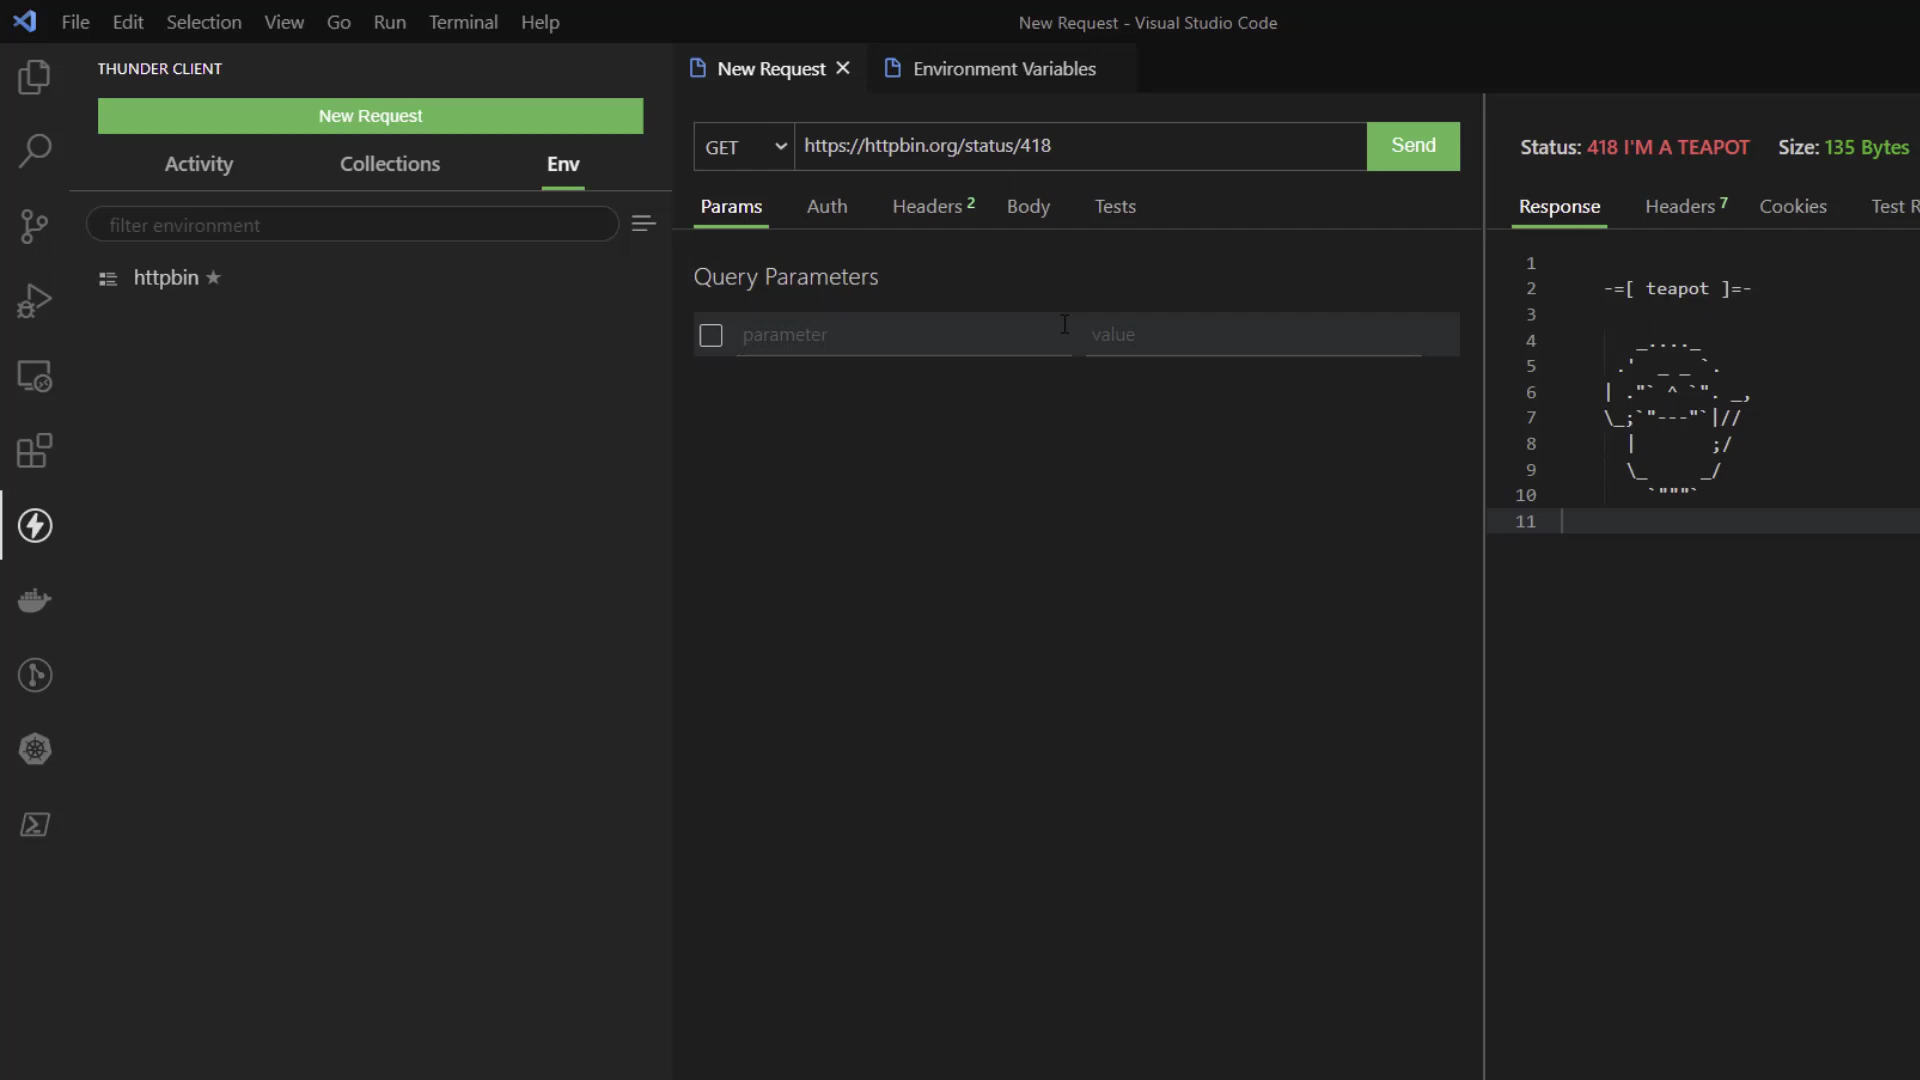 File Edit Selection View Go Run Terminal Help
New Request - Visual Studio Code
THUNDER CLIENT
New Request
Activity Collections Env
filter environment
httpbin ★
New Request ×
Environment Variables
GET https://httpbin.org/status/418 Send
Params Auth Headers 2 Body Tests
Query Parameters
parameter value
Status: 418 I'M A TEAPOT Size: 135 Bytes
Response Headers 7 Cookies Test R
1
2     -=[ teapot ]=-
3
4        _...._
5      .'  _ _ `.
6     | ."` ^ `". _,
7     \_;`"---"`|//
8       |       ;/
9       \_     _/
10        `"""`
11